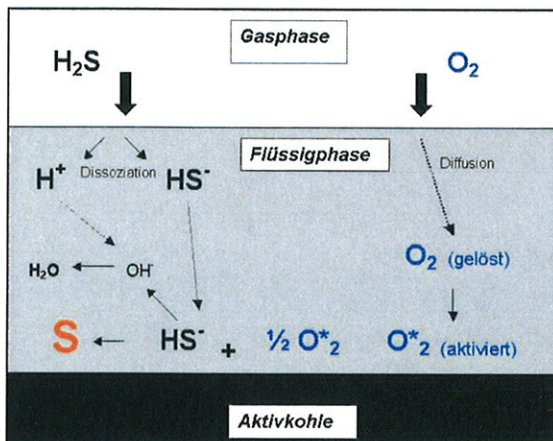 Gasphase
H₂S
O₂
Flüssigphase
H⁺ Dissoziation HS⁻
Diffusion
O₂ (gelöst)
H₂O OH⁻
S HS⁻ + ½ O*₂ O*₂ (aktiviert)
Aktivkohle